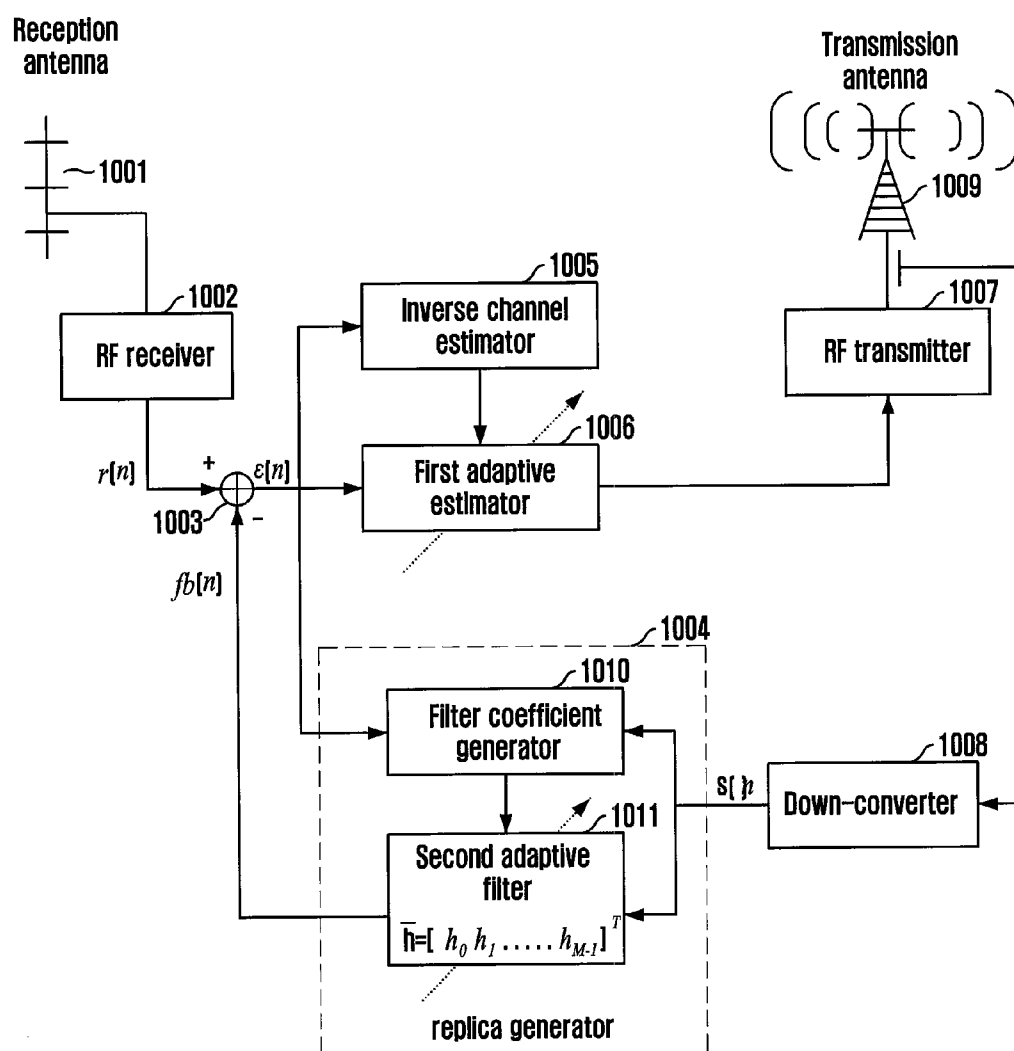 Reception
antenna
1001
Transmission
antenna
1009
1002
RF receiver
1005
Inverse channel
estimator
1007
RF transmitter
1006
First adaptive
estimator
r[n]
+
ε[n]
1003
-
fb[n]
1004
1010
Filter coefficient
generator
1008
Down-converter
S[ ]n
1011
Second adaptive
filter
h̅=[ h₀ h₁ ..... h_M-1 ]ᵀ
replica generator